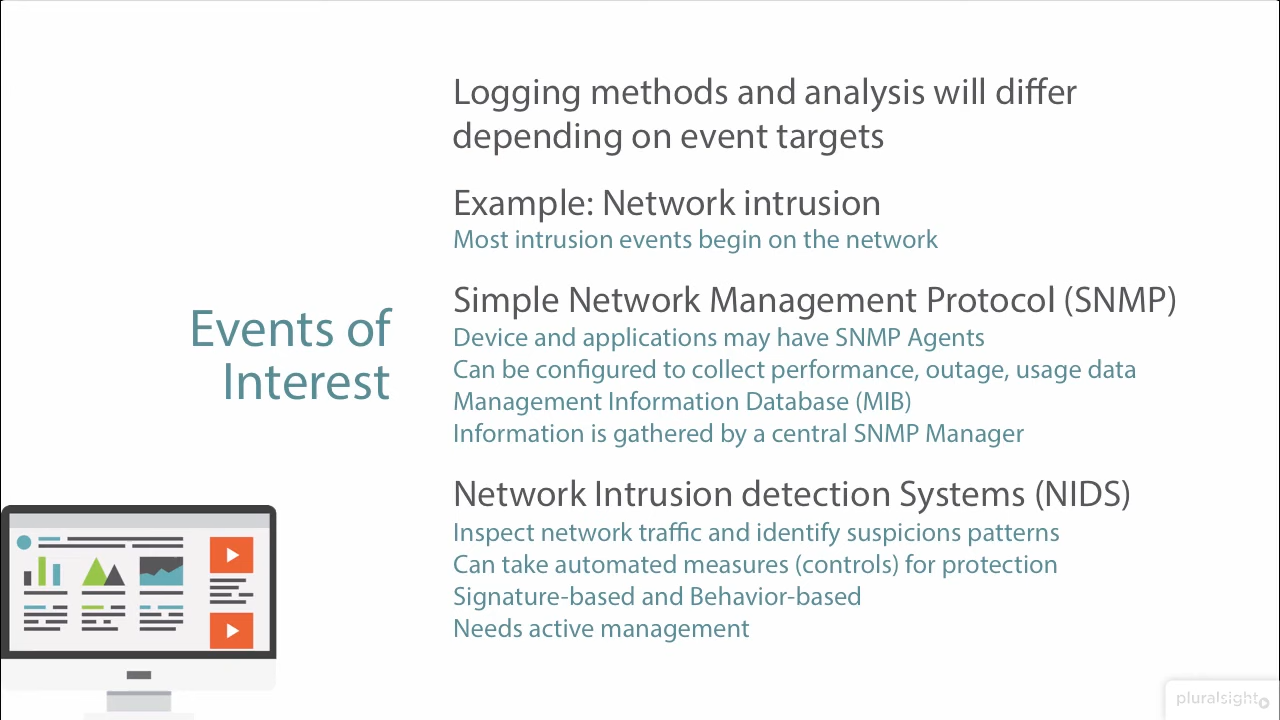 Logging methods and analysis will differ
depending on event targets
Example: Network intrusion
Most intrusion events begin on the network
Events of
Interest
Simple Network Management Protocol (SNMP)
Device and applications may have SNMP Agents
Can be configured to collect performance, outage, usage data
Management Information Database (MIB)
Information is gathered by a central SNMP Manager
Network Intrusion detection Systems (NIDS)
Inspect network traffic and identify suspicions patterns
Can take automated measures (controls) for protection
Signature-based and Behavior-based
Needs active management
pluralsight